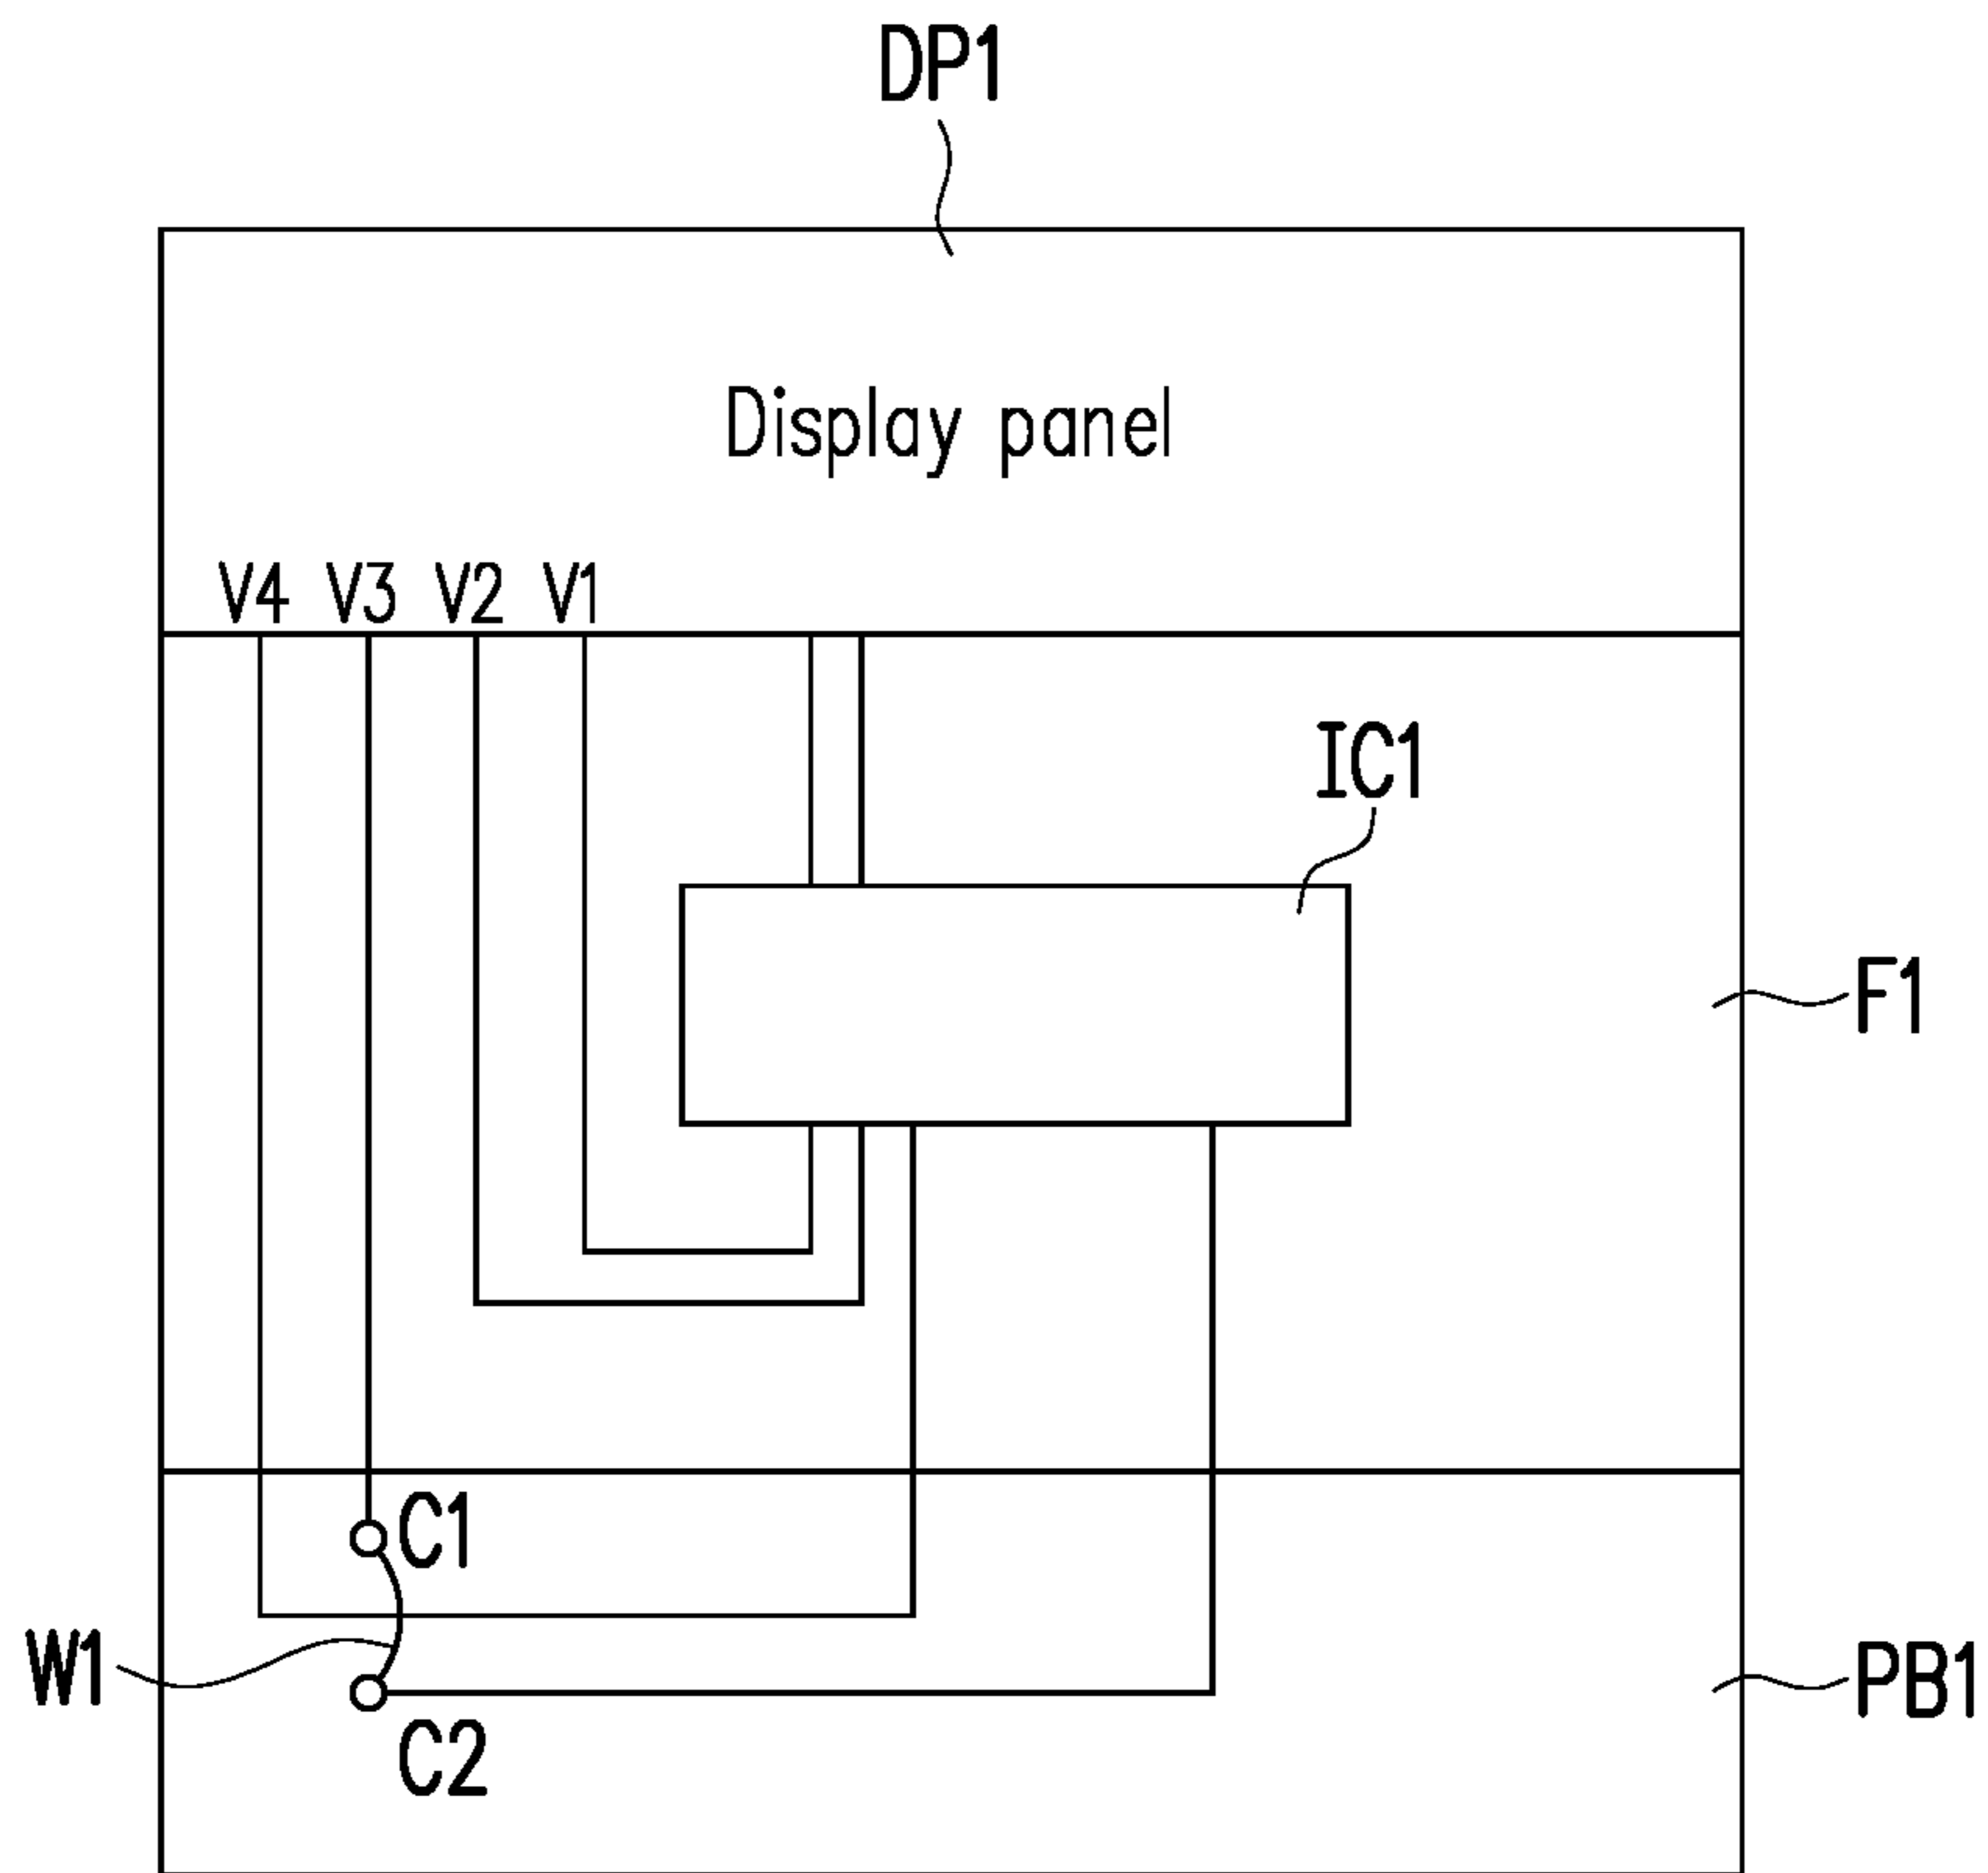 DP1
Display panel
V4 V3 V2 V1
IC1
F1
C1
W1
PB1
C2